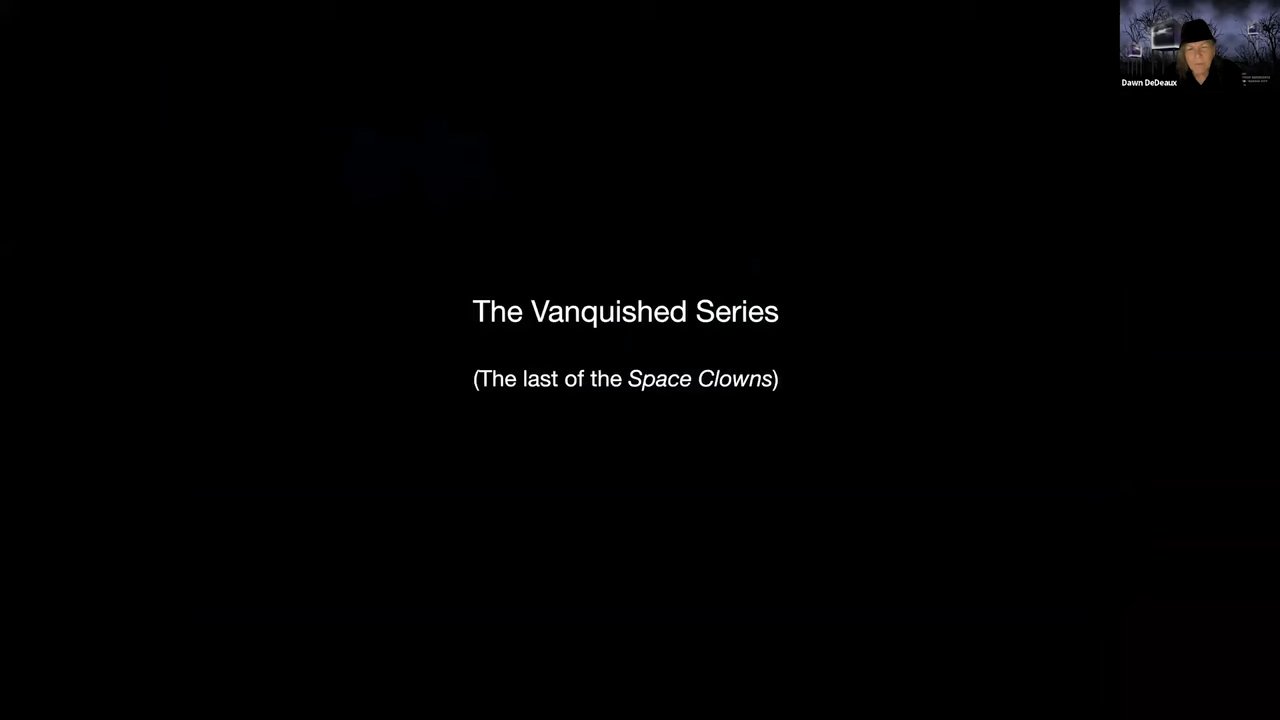 Dawn DeDeaux
The Vanquished Series
(The last of the Space Clowns)